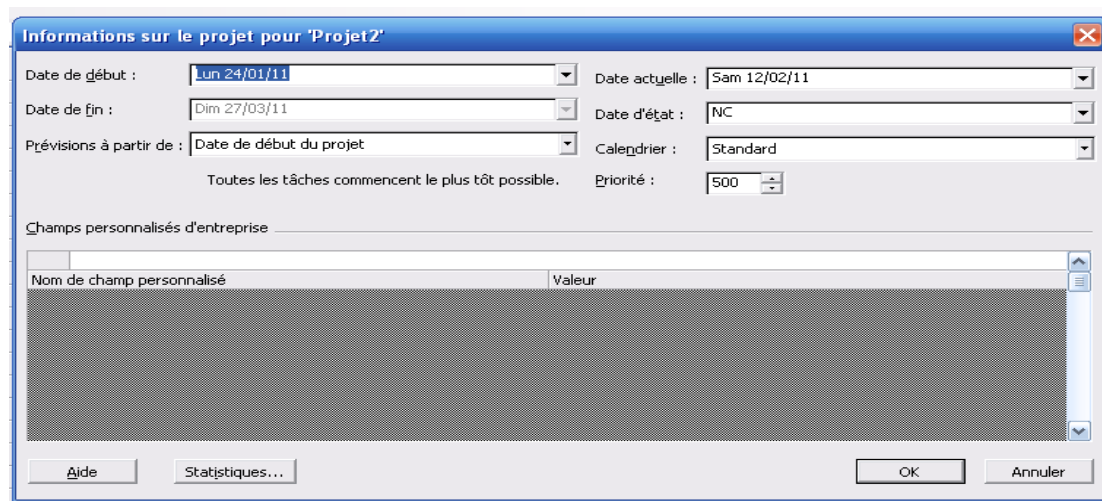 Informations sur le projet pour 'Projet2'
Date de début : Lun 24/01/11
Date actuelle : Sam 12/02/11
Date de fin : Dim 27/03/11
Date d'état : NC
Prévisions à partir de : Date de début du projet
Calendrier : Standard
Toutes les tâches commencent le plus tôt possible.
Priorité : 500
Champs personnalisés d'entreprise
Nom de champ personnalisé Valeur
Aide Statistiques... OK Annuler